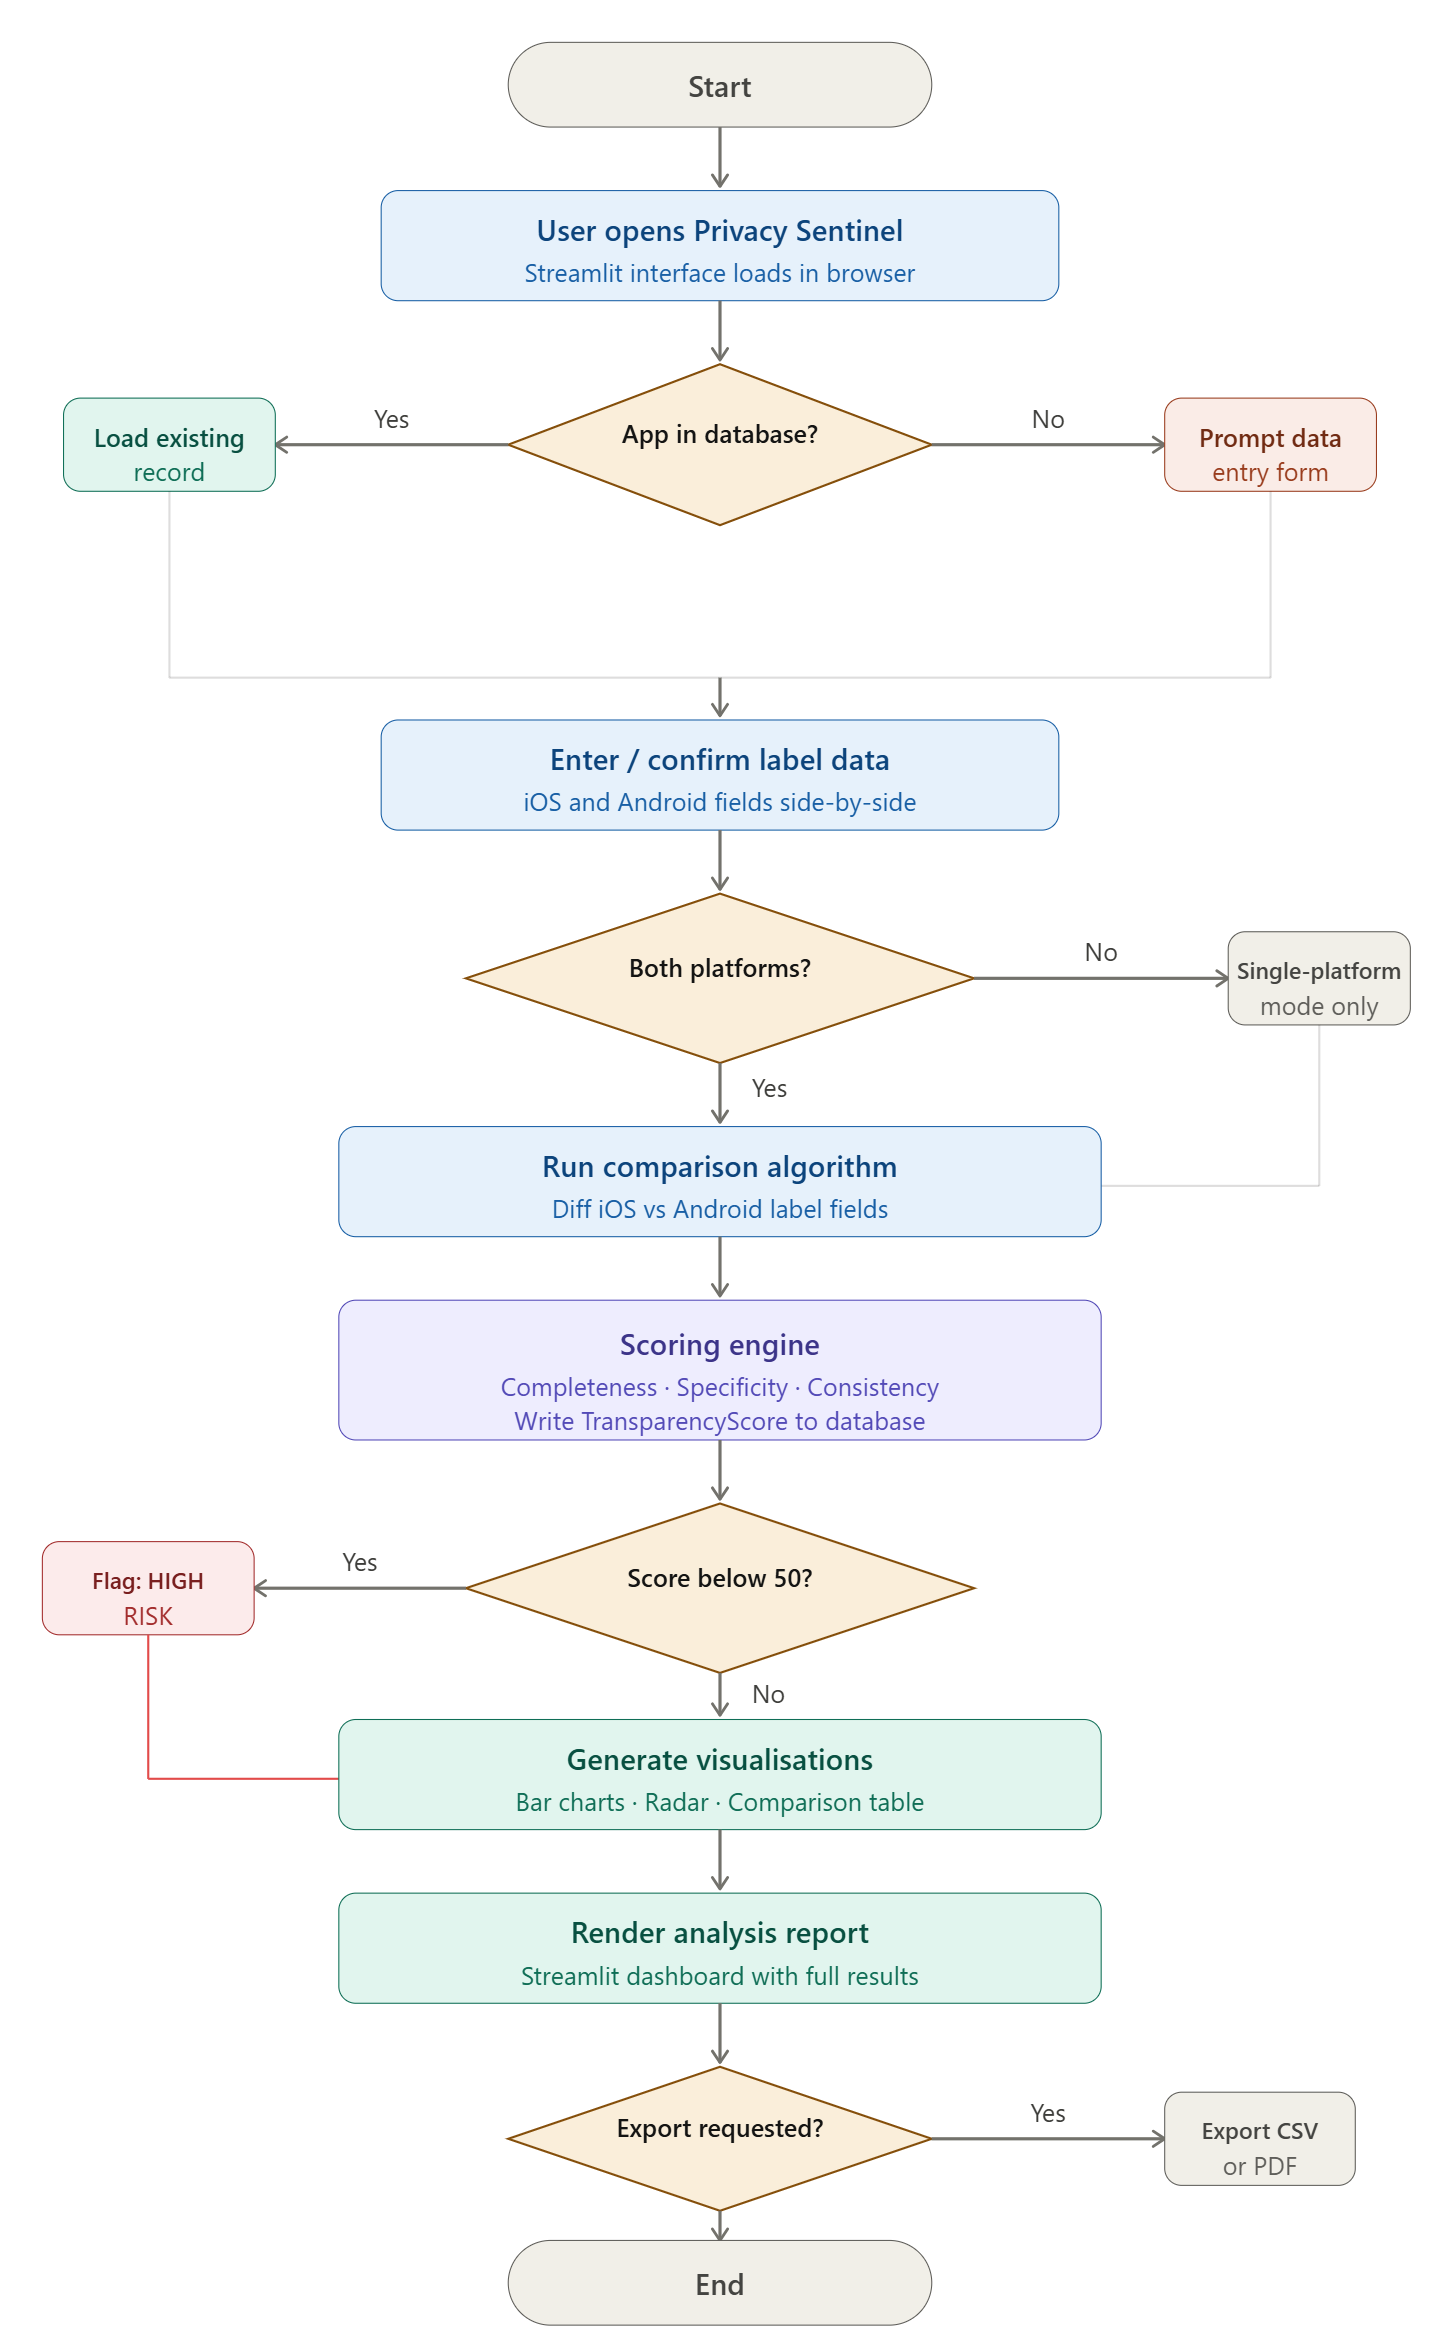 Start
User opens Privacy Sentinel
Streamlit interface loads in browser
App in database?
Yes
Load existing
record
No
Prompt data
entry form
Enter / confirm label data
iOS and Android fields side-by-side
Both platforms?
No
Single-platform
mode only
Yes
Run comparison algorithm
Diff iOS vs Android label fields
Scoring engine
Completeness · Specificity · Consistency
Write TransparencyScore to database
Score below 50?
Yes
Flag: HIGH
RISK
No
Generate visualisations
Bar charts · Radar · Comparison table
Render analysis report
Streamlit dashboard with full results
Export requested?
Yes
Export CSV
or PDF
End